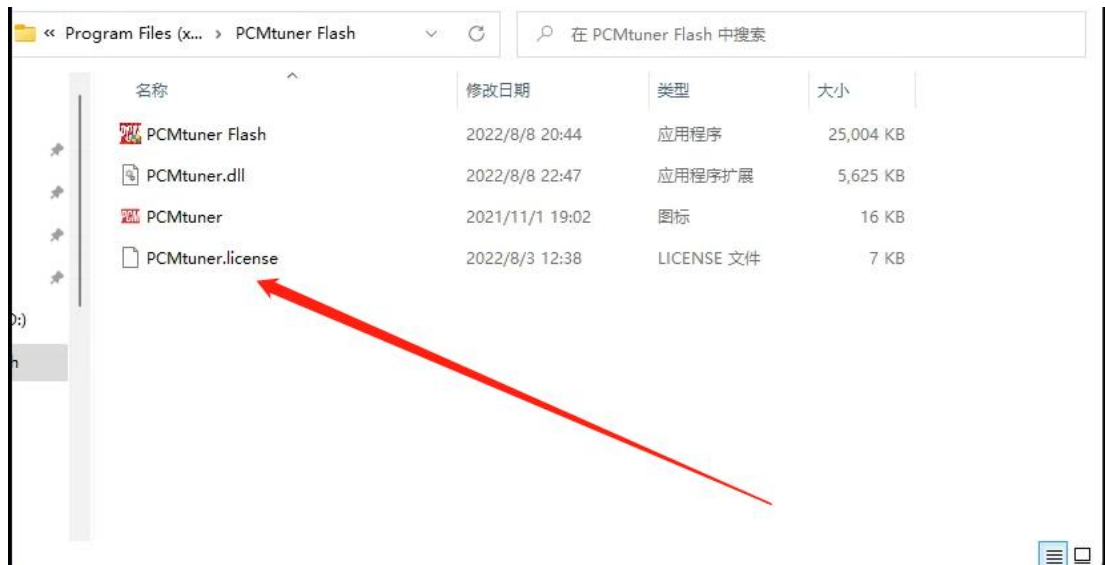 « Program Files (x... › PCMtuner Flash
在 PCMtuner Flash 中搜索
名称 修改日期 类型 大小
PCMtuner Flash 2022/8/8 20:44 应用程序 25,004 KB
PCMtuner.dll 2022/8/8 22:47 应用程序扩展 5,625 KB
PCMtuner 2021/11/1 19:02 图标 16 KB
PCMtuner.license 2022/8/3 12:38 LICENSE 文件 7 KB
:)
h